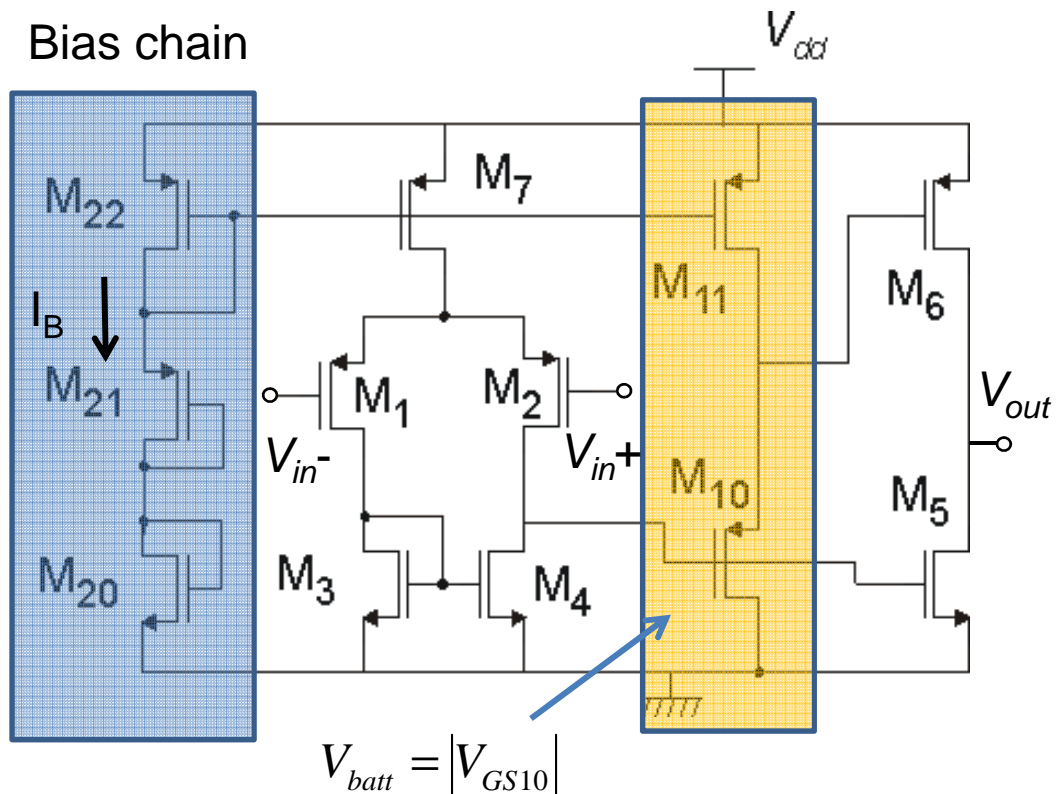 Bias chain
V_dd
M_22
M_7
I_B
M_11
M_6
M_21
M_1
M_2
V_out
V_in-
V_in+
M_10
M_5
M_20
M_3
M_4
V_batt = |V_GS10|